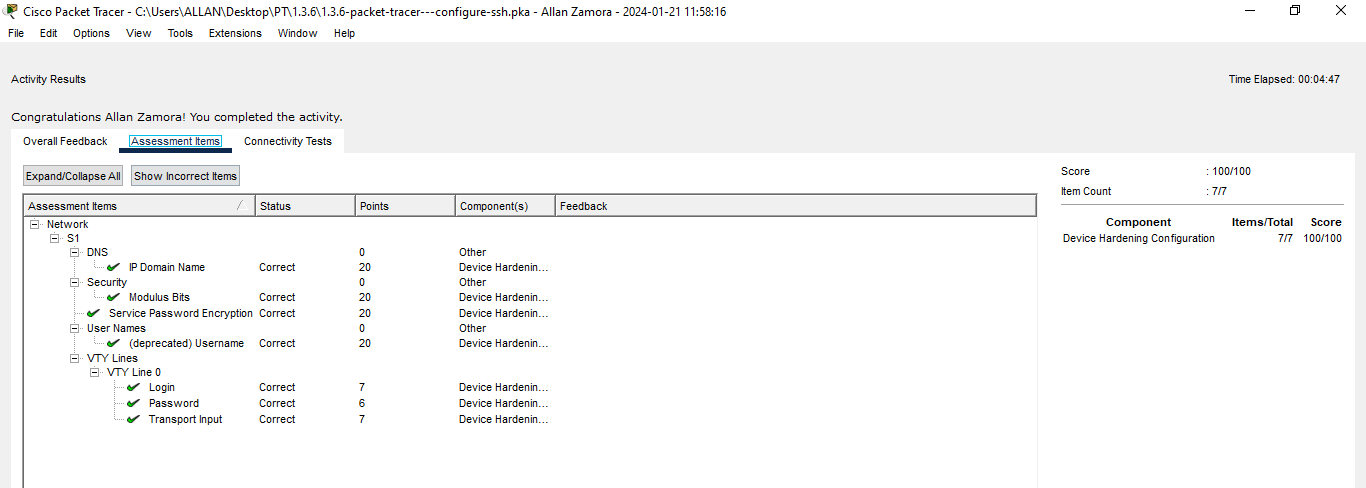 Cisco Packet Tracer - C:\Users\ALLAN\Desktop\PT\1.3.6\1.3.6-packet-tracer---configure-ssh.pka - Allan Zamora - 2024-01-21 11:58:16
File Edit Options View Tools Extensions Window Help
Activity Results Time Elapsed: 00:04:47
Congratulations Allan Zamora! You completed the activity.
Overall Feedback Assessment Items Connectivity Tests
Expand/Collapse All Show Incorrect Items
Score : 100/100
Item Count : 7/7
Component Items/Total Score
Device Hardening Configuration 7/7 100/100
Assessment Items Status Points Component(s) Feedback
Network
S1
DNS 0 Other
IP Domain Name Correct 20 Device Hardenin...
Security 0 Other
Modulus Bits Correct 20 Device Hardenin...
Service Password Encryption Correct 20 Device Hardenin...
User Names 0 Other
(deprecated) Username Correct 20 Device Hardenin...
VTY Lines
VTY Line 0
Login Correct 7 Device Hardenin...
Password Correct 6 Device Hardenin...
Transport Input Correct 7 Device Hardenin...